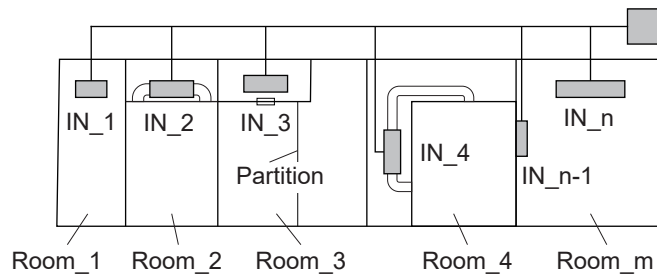 IN_1
IN_2
IN_3
IN_4
IN_n-1
IN_n
Partition
Room_1
Room_2
Room_3
Room_4
Room_m